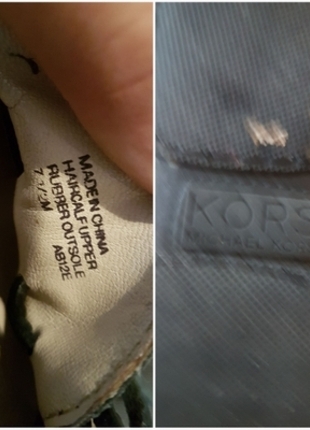 MADE IN CHINA
HAIRCALF UPPER
RUBBER OUTSOLE
7 1/2M AB12E
KORS